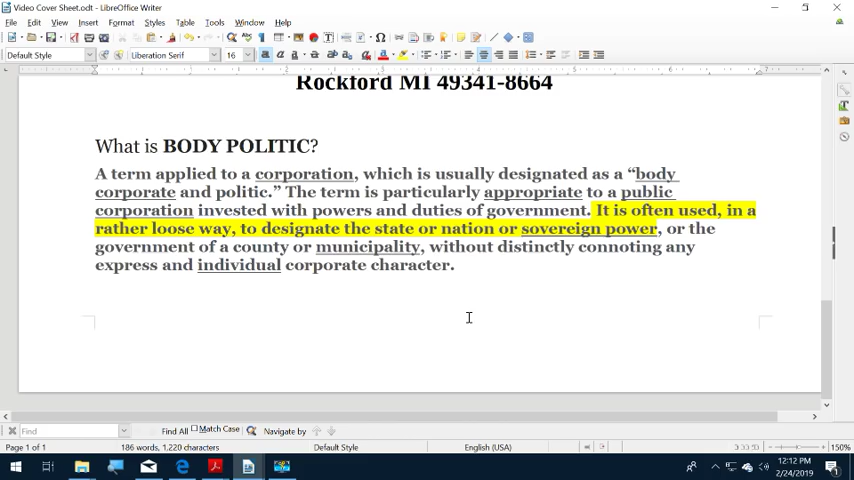 Video Cover Sheet.odt - LibreOffice Writer
File Edit View Insert Format Styles Table Tools Window Help
Default Style Liberation Serif 16
Rockford MI 49341-8664
What is BODY POLITIC?
A term applied to a corporation, which is usually designated as a “body
corporate and politic.” The term is particularly appropriate to a public
corporation invested with powers and duties of government. It is often used, in a
rather loose way, to designate the state or nation or sovereign power, or the
government of a county or municipality, without distinctly connoting any
express and individual corporate character.
Find Find All Match Case Navigate by
Page 1 of 1 186 words, 1,220 characters Default Style English (USA) 150%
12:12 PM
2/24/2019